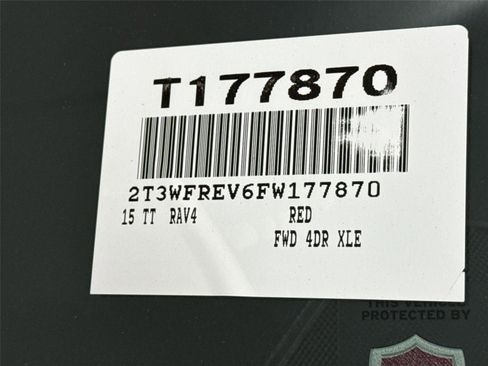 T177870
2T3WFREV6FW177870
15 TT RAV4 RED
FWD 4DR XLE
THIS VEHICLE
PROTECTED BY